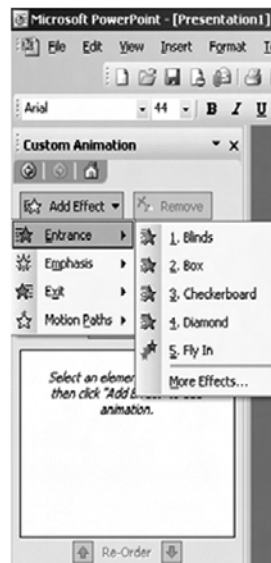 Microsoft PowerPoint - [Presentation1]
File Edit View Insert Format
Arial 44 B I U
Custom Animation
Add Effect Remove
Entrance
Emphasis
Exit
Motion Paths
1. Blinds
2. Box
3. Checkerboard
4. Diamond
5. Fly In
More Effects...
Select an
then click "Add
animation.
Re-Order